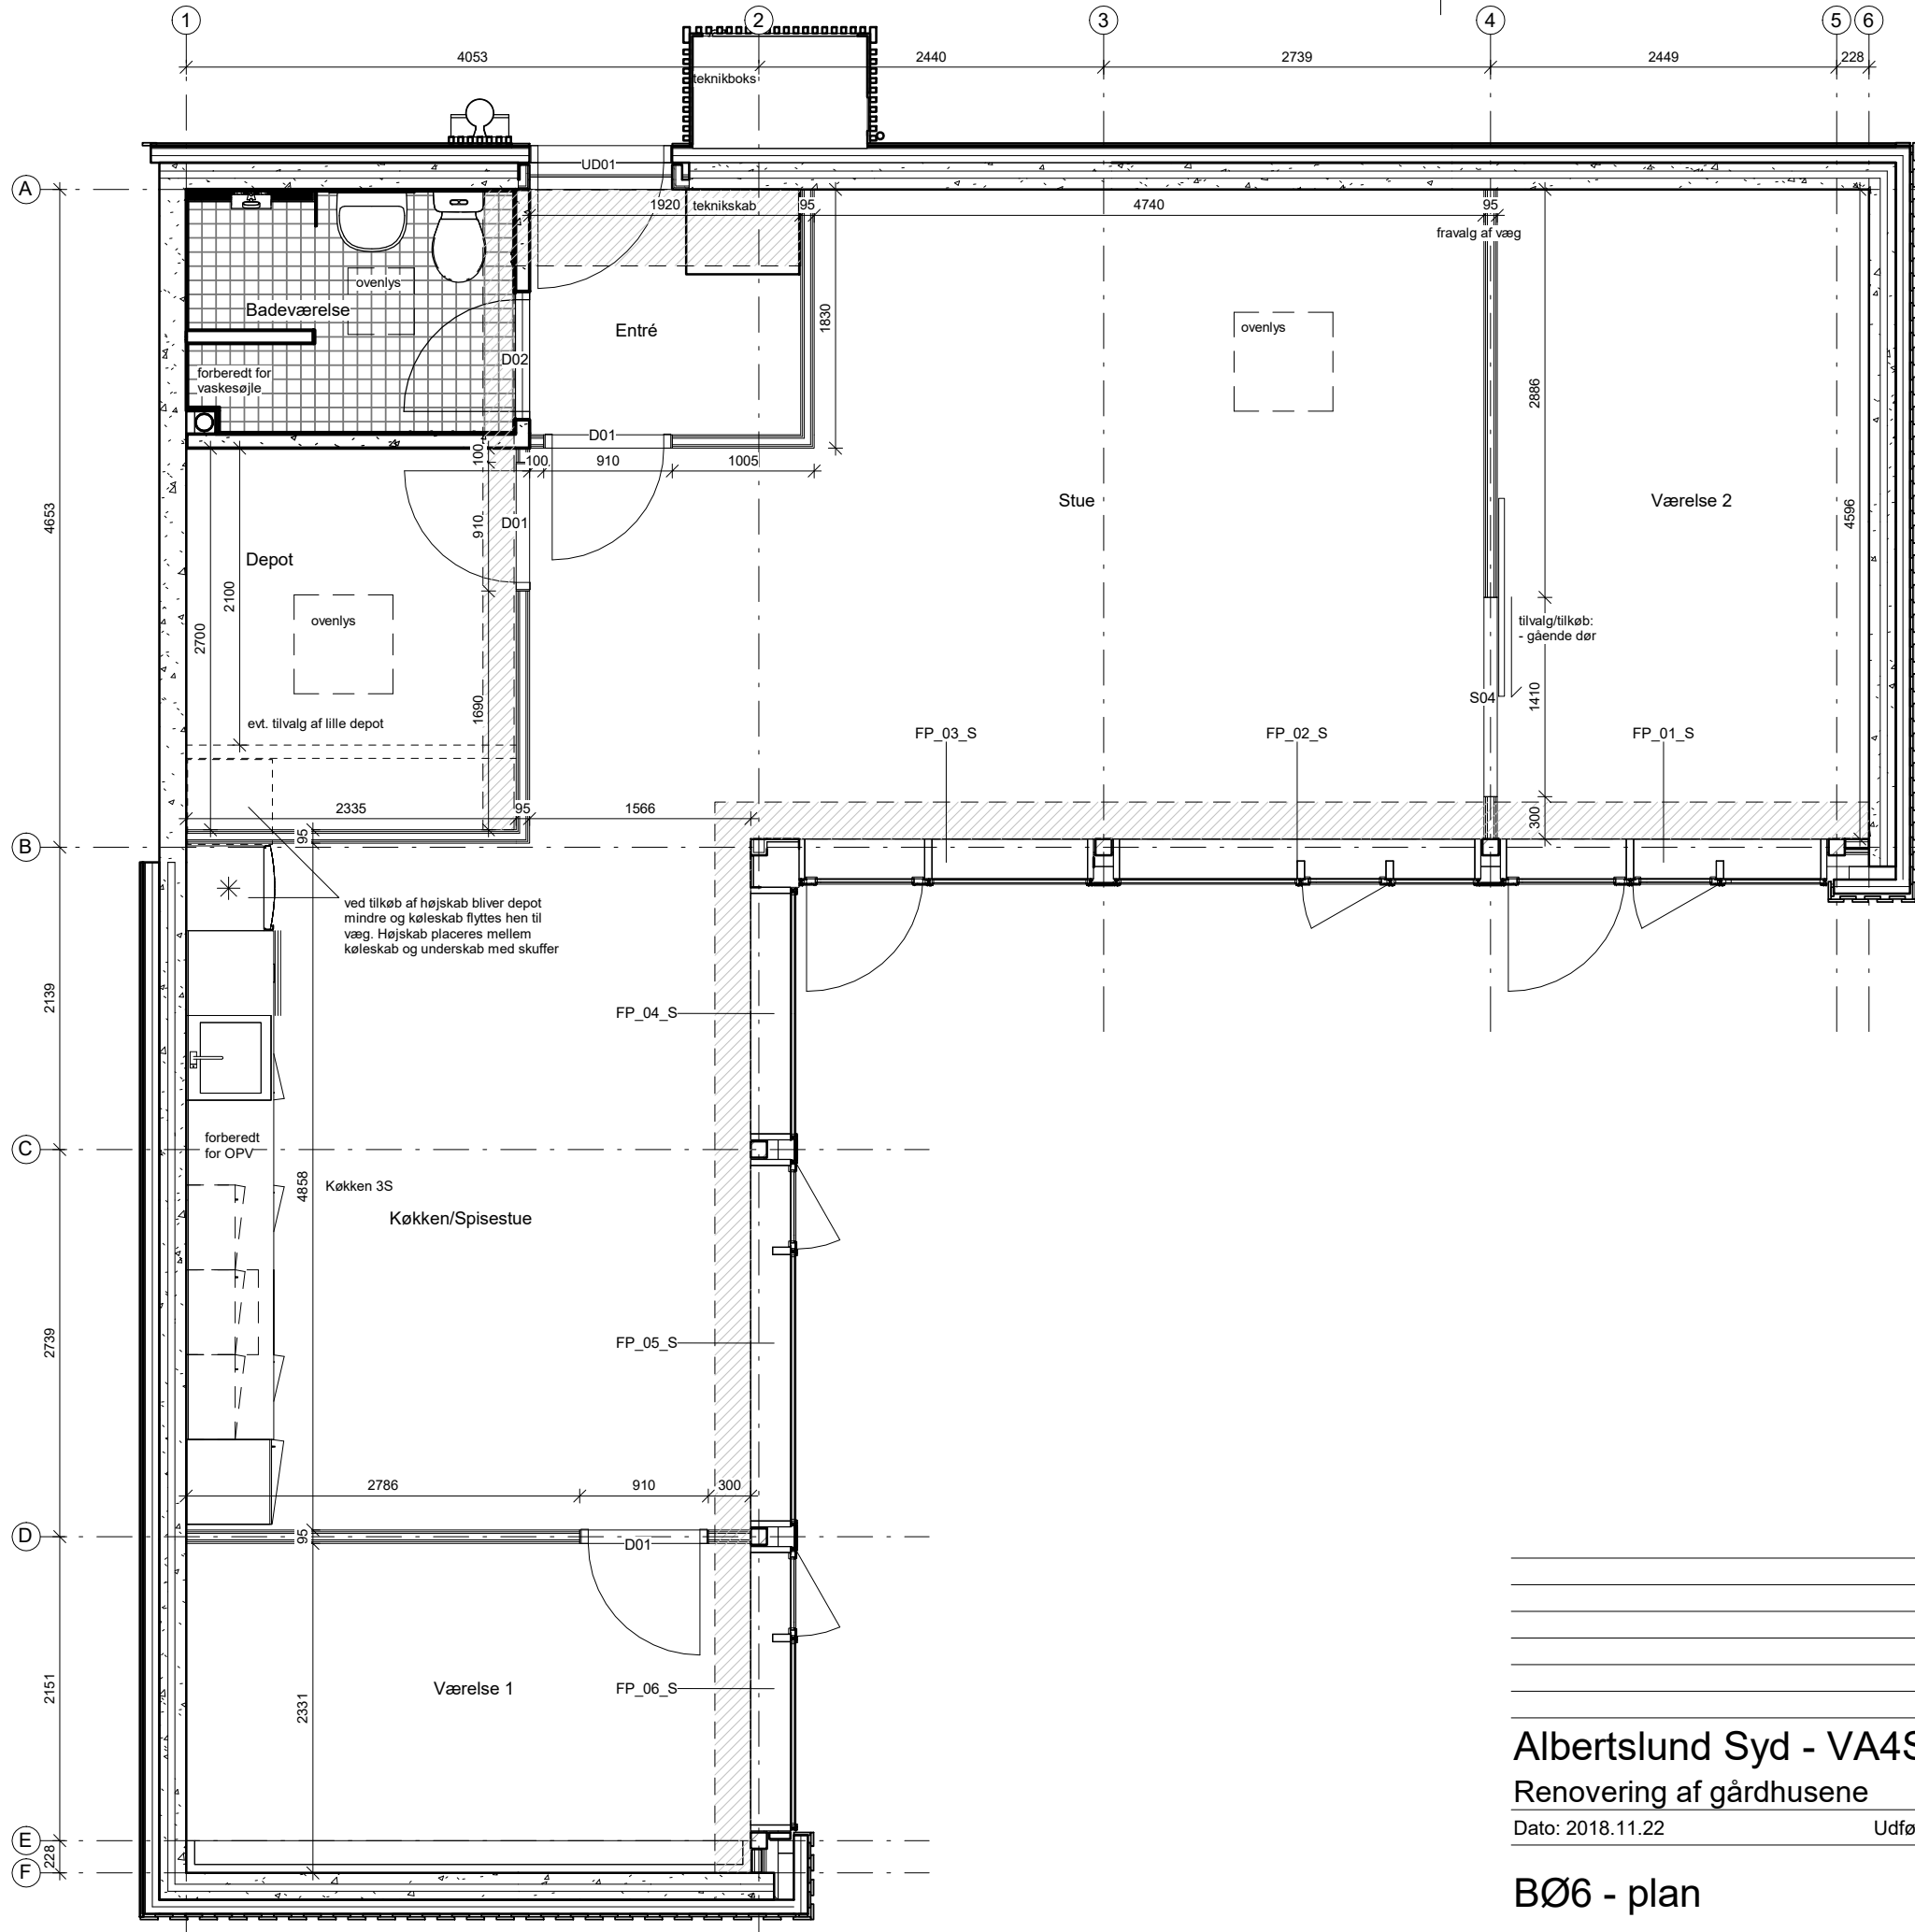 1 2 3 4 5 6
4053 2440 2739 2449 228
teknikboks
UD01
A
1920 teknikskab 95 4740 95
fravalg af væg
ovenlys
Badeværelse
Entré
1830
ovenlys
D02
forberedt for
vaskesøjle
2886
D01
100
100 910 1005
4653
Stue
Værelse 2
4596
910
D01
Depot
2100
2700
ovenlys
tilvalg/tilkøb:
- gående dør
1690
1410
S04
evt. tilvalg af lille depot
FP_03_S
FP_02_S
FP_01_S
2335 95 1566
95
300
B
ved tilkøb af højskab bliver depot
mindre og køleskab flyttes hen til
væg. Højskab placeres mellem
køleskab og underskab med skuffer
2139
FP_04_S
C
forberedt
for OPV
4858
Køkken 3S
Køkken/Spisestue
2739
FP_05_S
2786 910 300
D
95
D01
2151
2331
Værelse 1
FP_06_S
E
228
F
Albertslund Syd - VA4S
Renovering af gårdhusene
Dato: 2018.11.22 Udfø
BØ6 - plan